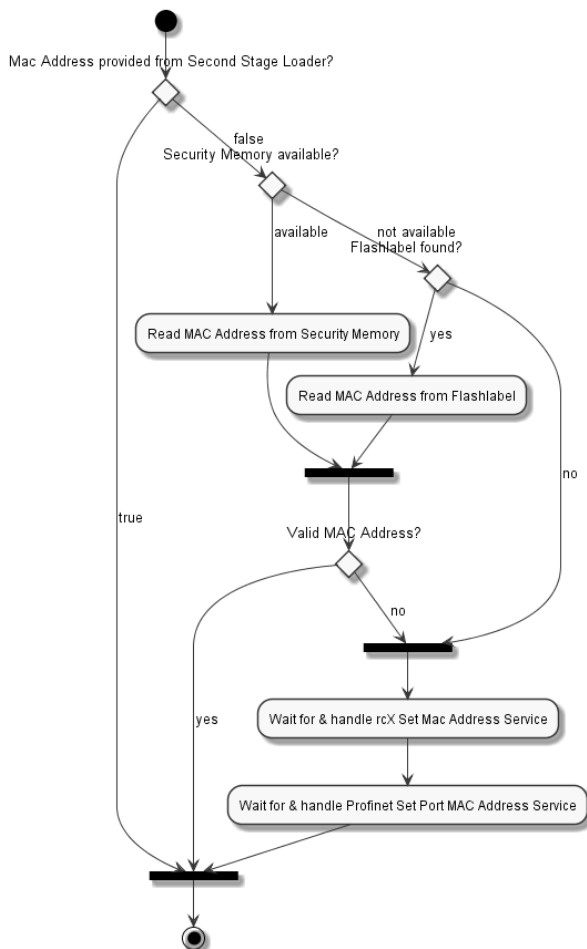 Mac Address provided from Second Stage Loader?
false
Security Memory available?
available
not available
Flashlabel found?
Read MAC Address from Security Memory
yes
Read MAC Address from Flashlabel
no
true
Valid MAC Address?
no
Wait for & handle rcX Set Mac Address Service
yes
Wait for & handle Profinet Set Port MAC Address Service